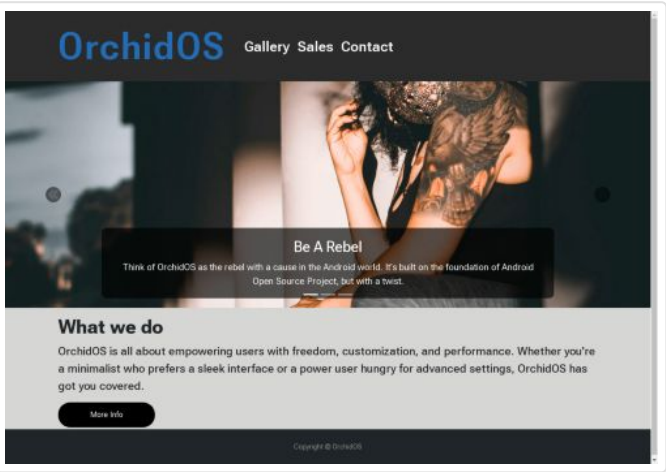 OrchidOS
Gallery Sales Contact
Be A Rebel
Think of OrchidOS as the rebel with a cause in the Android world. It's built on the foundation of Android
Open Source Project, but with a twist.
What we do
OrchidOS is all about empowering users with freedom, customization, and performance. Whether you're
a minimalist who prefers a sleek interface or a power user hungry for advanced settings, OrchidOS has
got you covered.
More Info
Copyright © OrchidOS